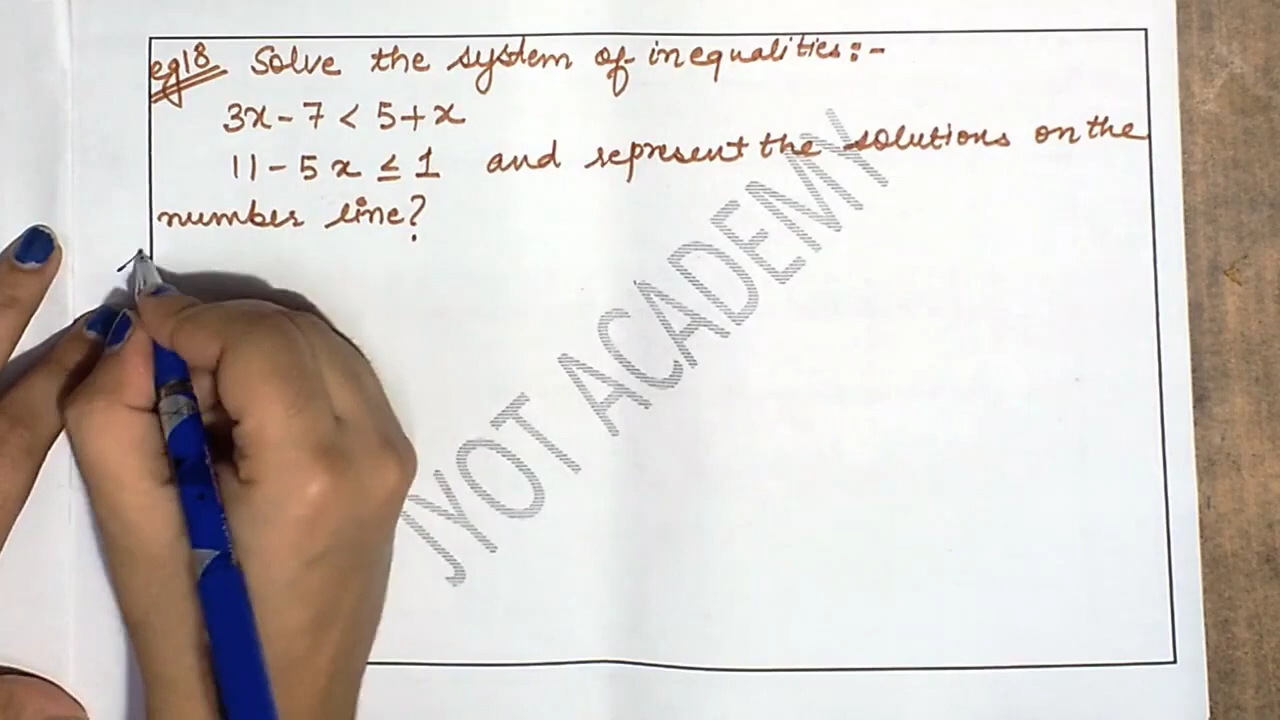 eg18 Solve the system of inequalities:-
3x - 7 < 5 + x
11 - 5x ≤ 1 and represent the solutions on the
number line?
JYOT ACADEMY